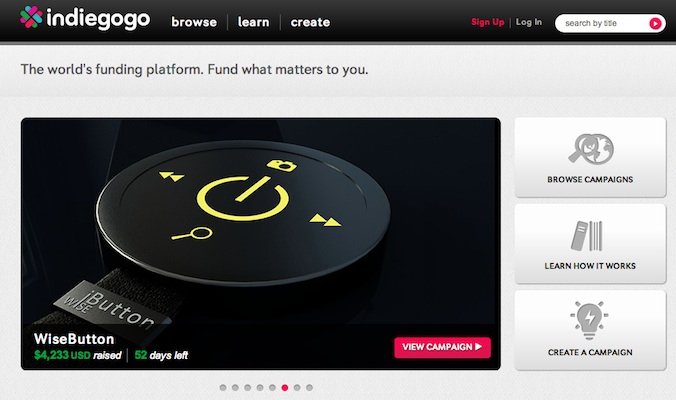 indiegogo
browse
learn
create
Sign Up
Log In
search by title
The world's funding platform. Fund what matters to you.
iButton
WISE
WiseButton
$4,233 USD raised
52 days left
VIEW CAMPAIGN
BROWSE CAMPAIGNS
LEARN HOW IT WORKS
CREATE A CAMPAIGN